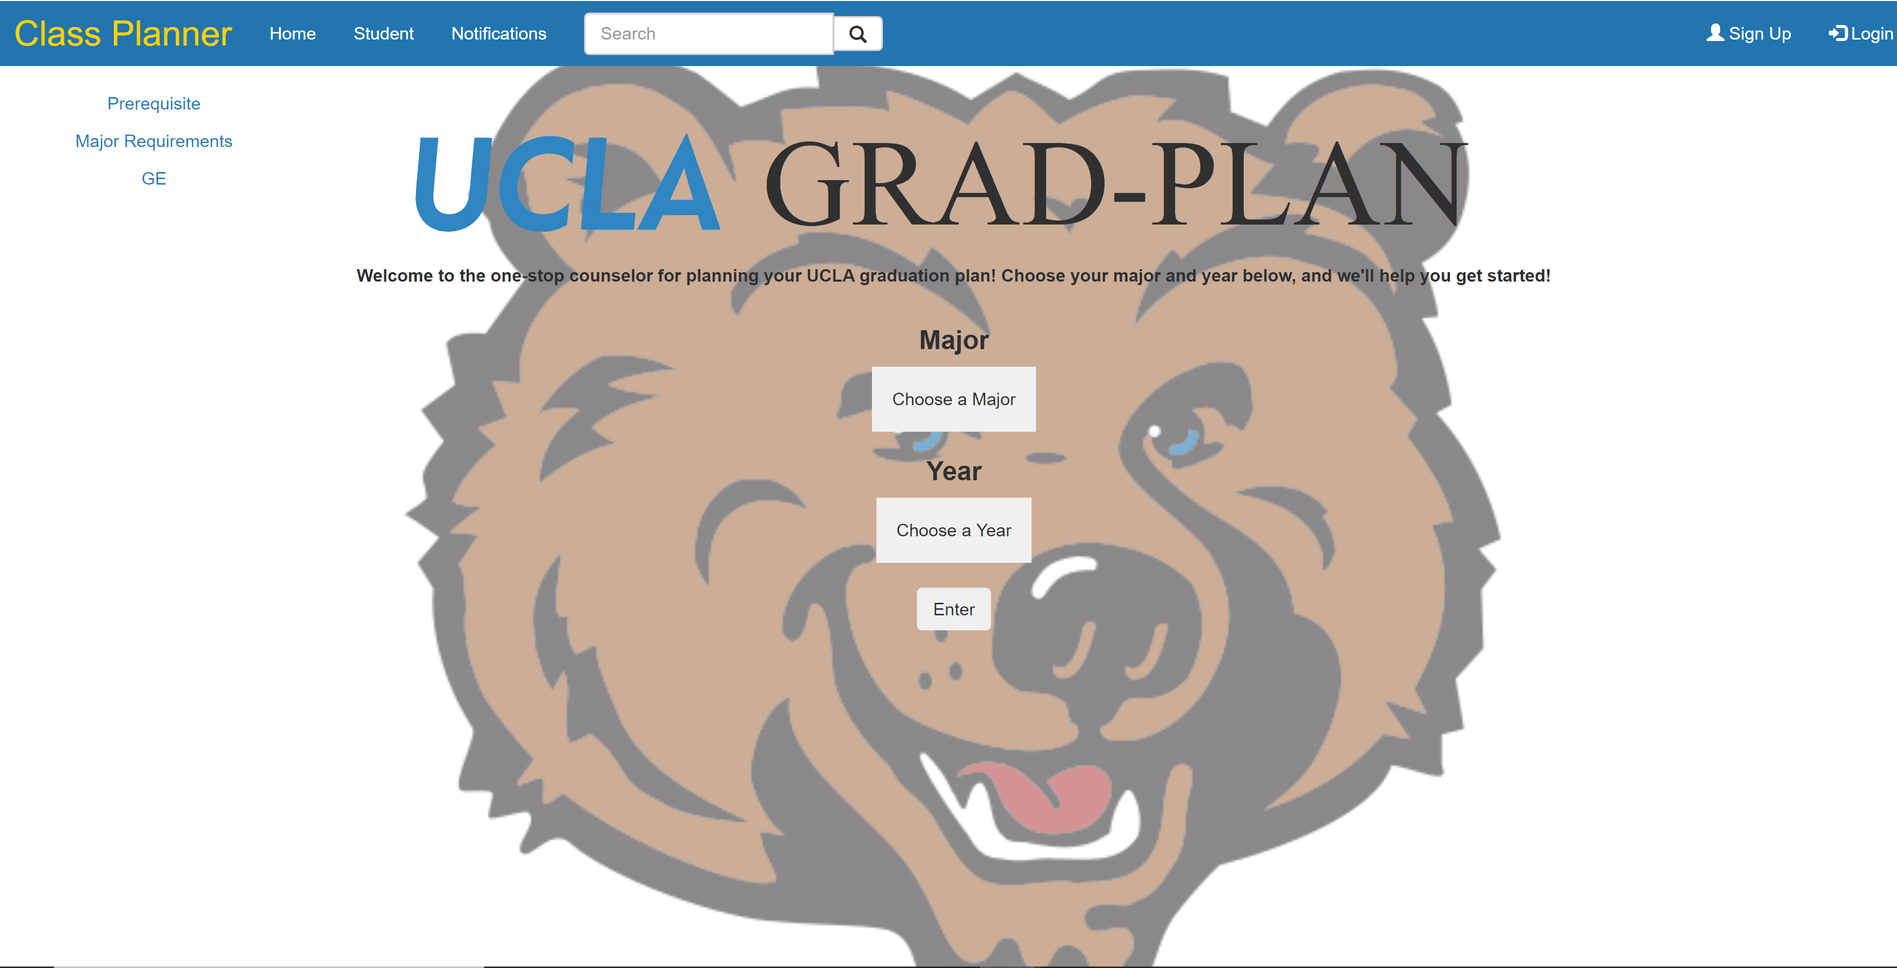 Class Planner Home Student Notifications Search Sign Up Login
Prerequisite
Major Requirements
GE
UCLA GRAD-PLAN
Welcome to the one-stop counselor for planning your UCLA graduation plan! Choose your major and year below, and we'll help you get started!
Major
Choose a Major
Year
Choose a Year
Enter